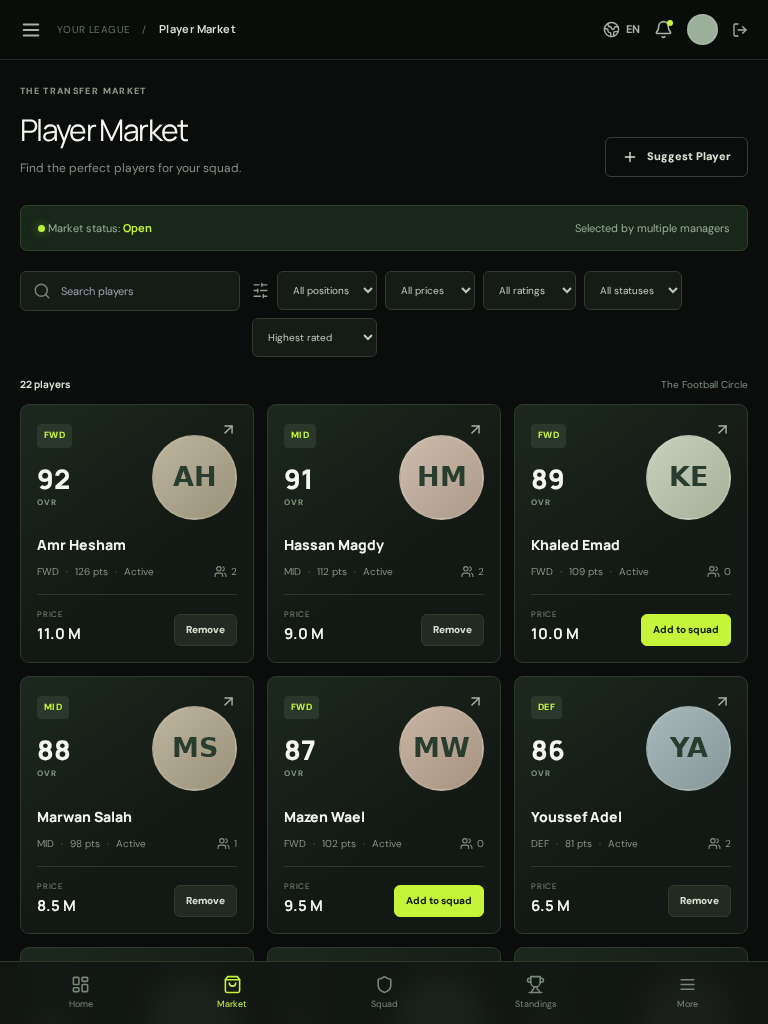 YOUR LEAGUE / Player Market
EN
THE TRANSFER MARKET
Player Market
Find the perfect players for your squad.
Suggest Player
Market status: Open
Selected by multiple managers
Search players
All positions
All prices
All ratings
All statuses
Highest rated
22 players
The Football Circle
FWD
92
OVR
AH
Amr Hesham
FWD · 126 pts · Active
2
PRICE
11.0 M
Remove
MID
91
OVR
HM
Hassan Magdy
MID · 112 pts · Active
2
PRICE
9.0 M
Remove
FWD
89
OVR
KE
Khaled Emad
FWD · 109 pts · Active
0
PRICE
10.0 M
Add to squad
MID
88
OVR
MS
Marwan Salah
MID · 98 pts · Active
1
PRICE
8.5 M
Remove
FWD
87
OVR
MW
Mazen Wael
FWD · 102 pts · Active
0
PRICE
9.5 M
Add to squad
DEF
86
OVR
YA
Youssef Adel
DEF · 81 pts · Active
2
PRICE
6.5 M
Remove
Home
Market
Squad
Standings
More